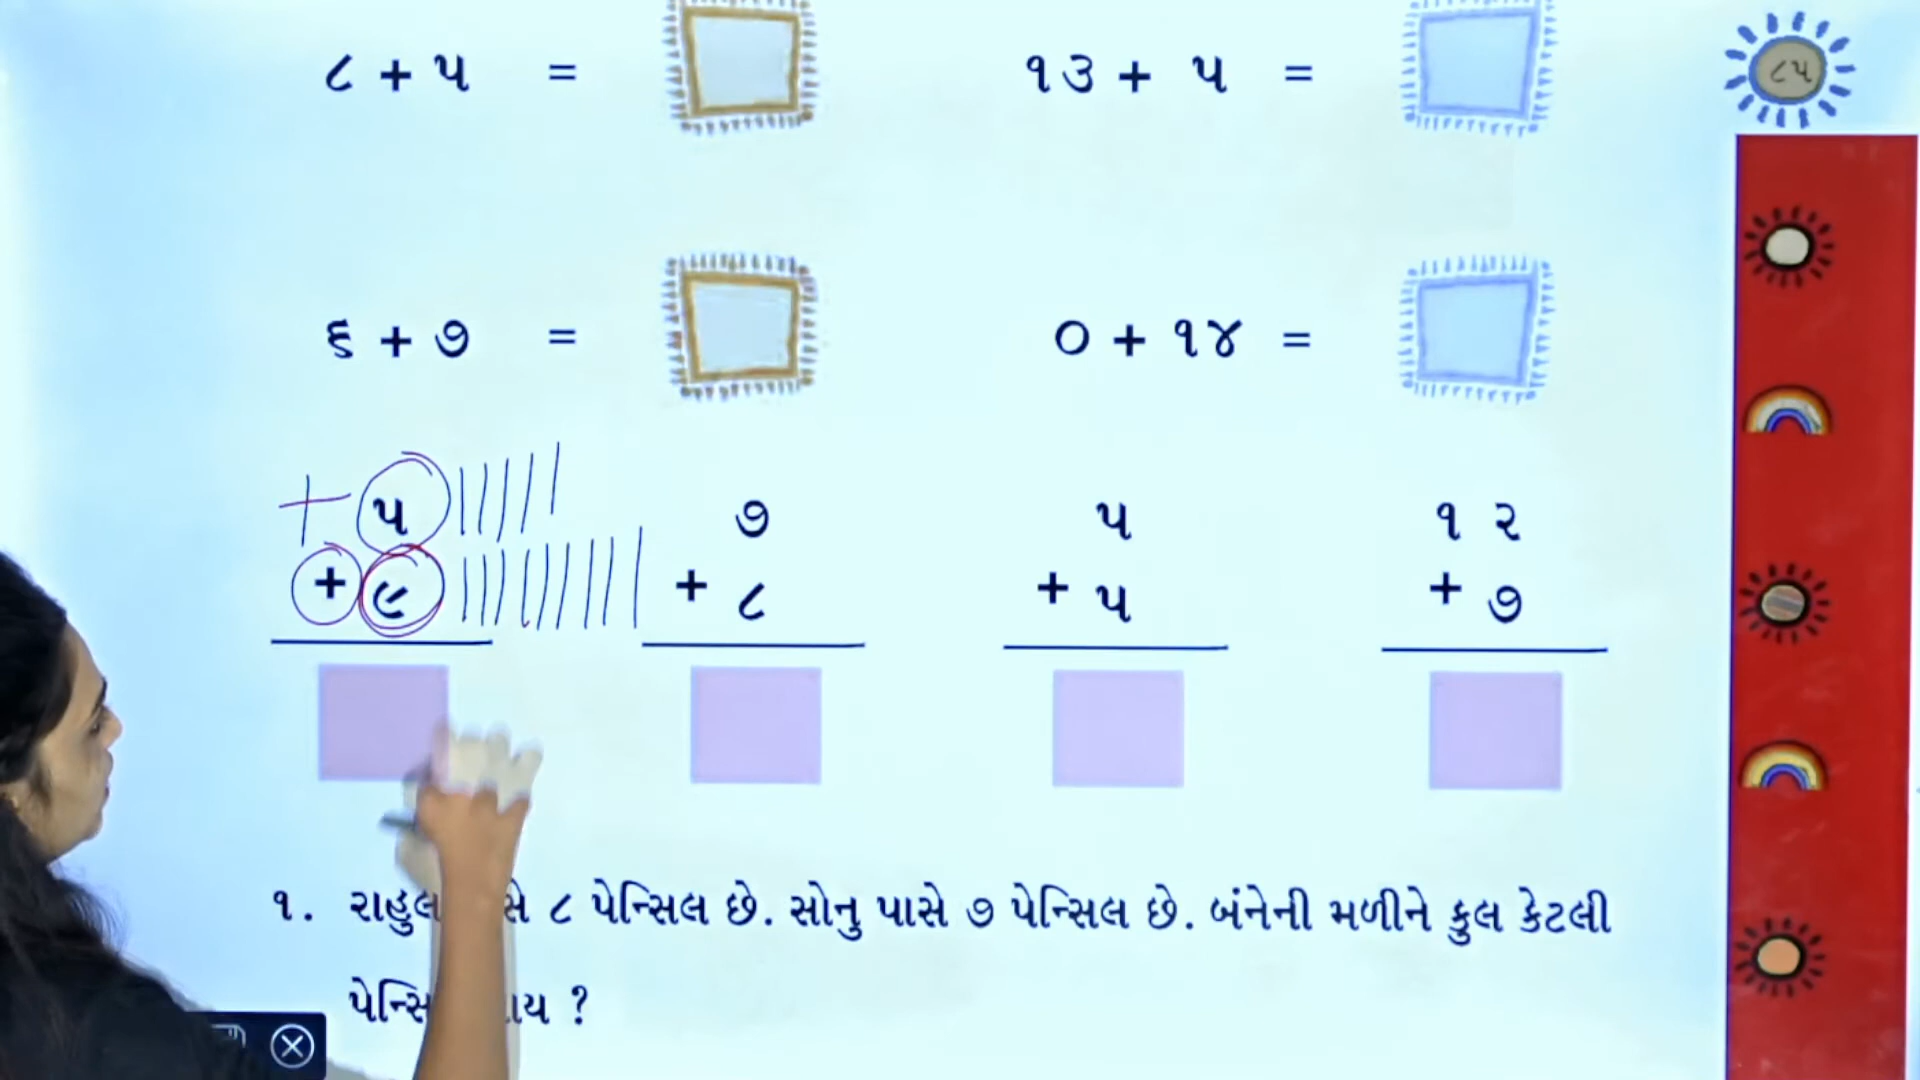 ૮ + ૫ =
૧૩ + ૫ =
૮૫
૬ + ૭ =
૦ + ૧૪ =
+ ૫
૭
૫
૧ ૨
+ ૯
+ ૮
+ ૫
+ ૭
૧. ૮ પેન્સિલ છે. સોનુ પાસે ૭ પેન્સિલ છે. બંનેની મળીને કુલ કેટલી
?